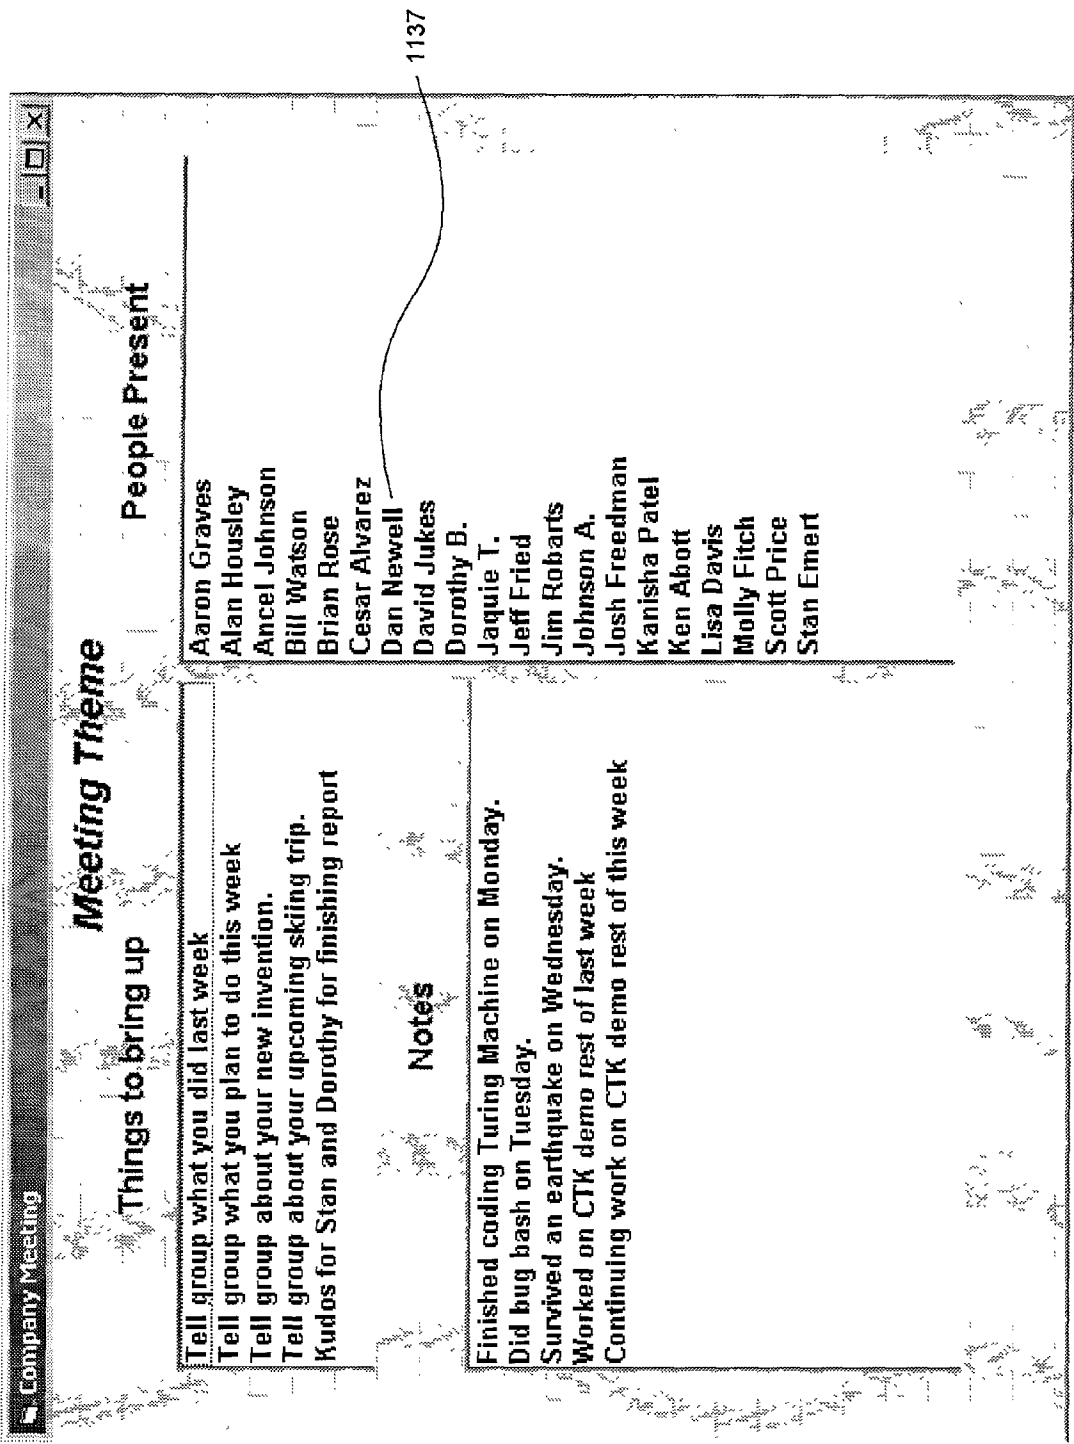 Company Meeting
Meeting Theme
Things to bring up
Tell group what you did last week
Tell group what you plan to do this week
Tell group about your new invention.
Tell group about your upcoming skiing trip.
Kudos for Stan and Dorothy for finishing report
Notes
Finished coding Turing Machine on Monday.
Did bug bash on Tuesday.
Survived an earthquake on Wednesday.
Worked on CTK demo rest of last week
Continuing work on CTK demo rest of this week
People Present
Aaron Graves
Alan Housley
Ancel Johnson
Bill Watson
Brian Rose
Cesar Alvarez
Dan Newell
David Jukes
Dorothy B.
Jaquie T.
Jeff Fried
Jim Robarts
Johnson A.
Josh Freedman
Kanisha Patel
Ken Abott
Lisa Davis
Molly Fitch
Scott Price
Stan Emert
1137